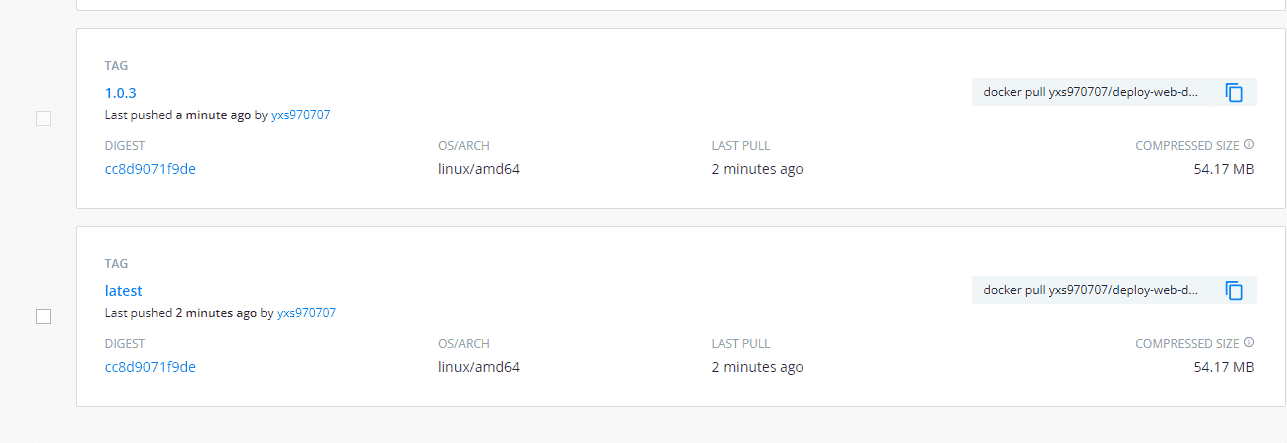 TAG
1.0.3
docker pull yxs970707/deploy-web-d...
Last pushed a minute ago by yxs970707
DIGEST OS/ARCH LAST PULL COMPRESSED SIZE
cc8d9071f9de linux/amd64 2 minutes ago 54.17 MB
TAG
latest
docker pull yxs970707/deploy-web-d...
Last pushed 2 minutes ago by yxs970707
DIGEST OS/ARCH LAST PULL COMPRESSED SIZE
cc8d9071f9de linux/amd64 2 minutes ago 54.17 MB